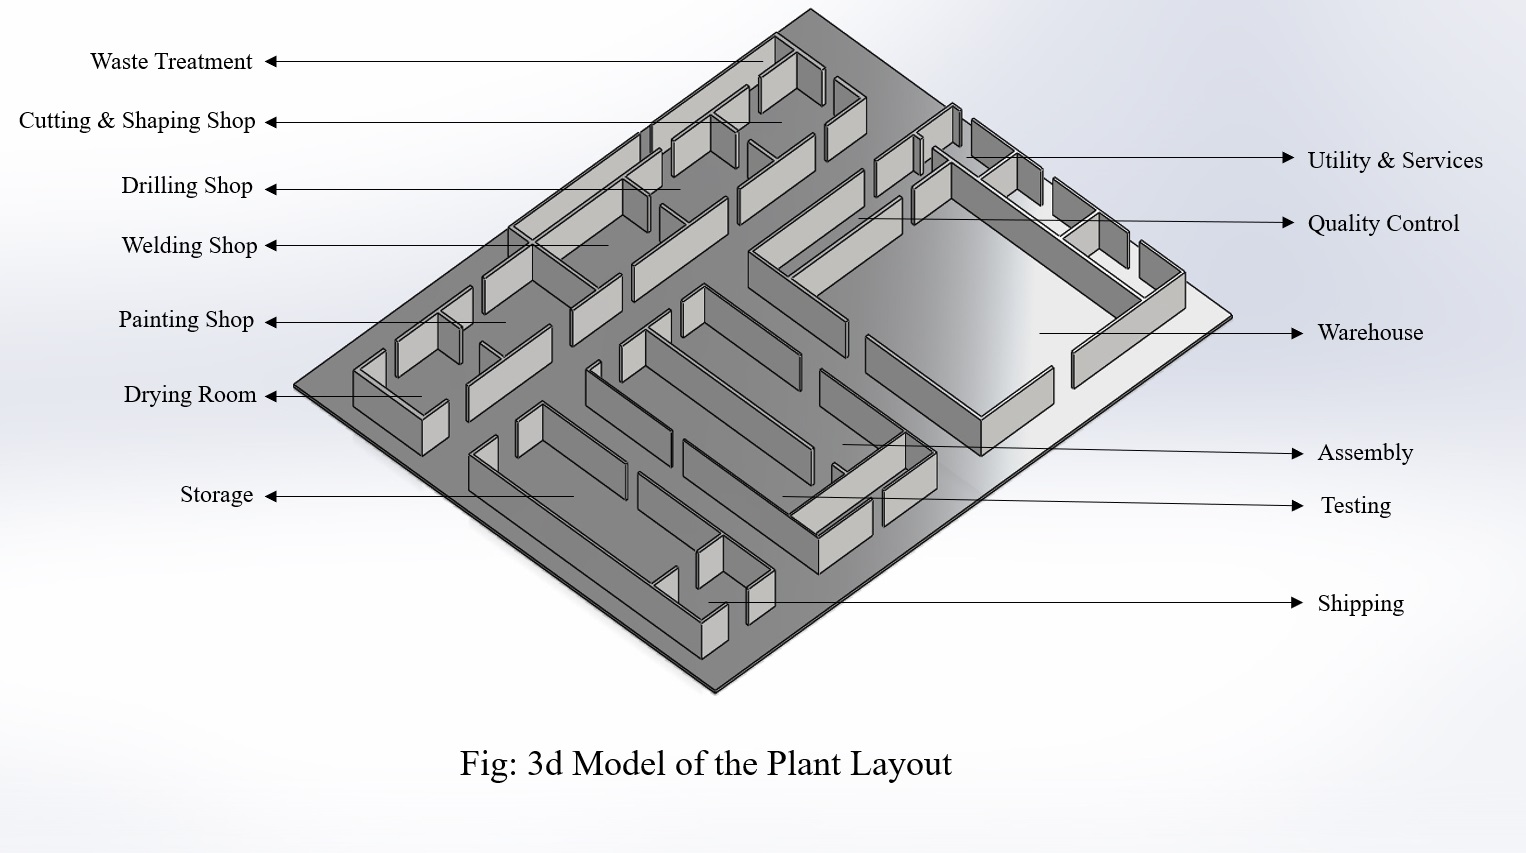 Waste Treatment
Cutting & Shaping Shop
Drilling Shop
Welding Shop
Painting Shop
Drying Room
Storage
Utility & Services
Quality Control
Warehouse
Assembly
Testing
Shipping
Fig: 3d Model of the Plant Layout